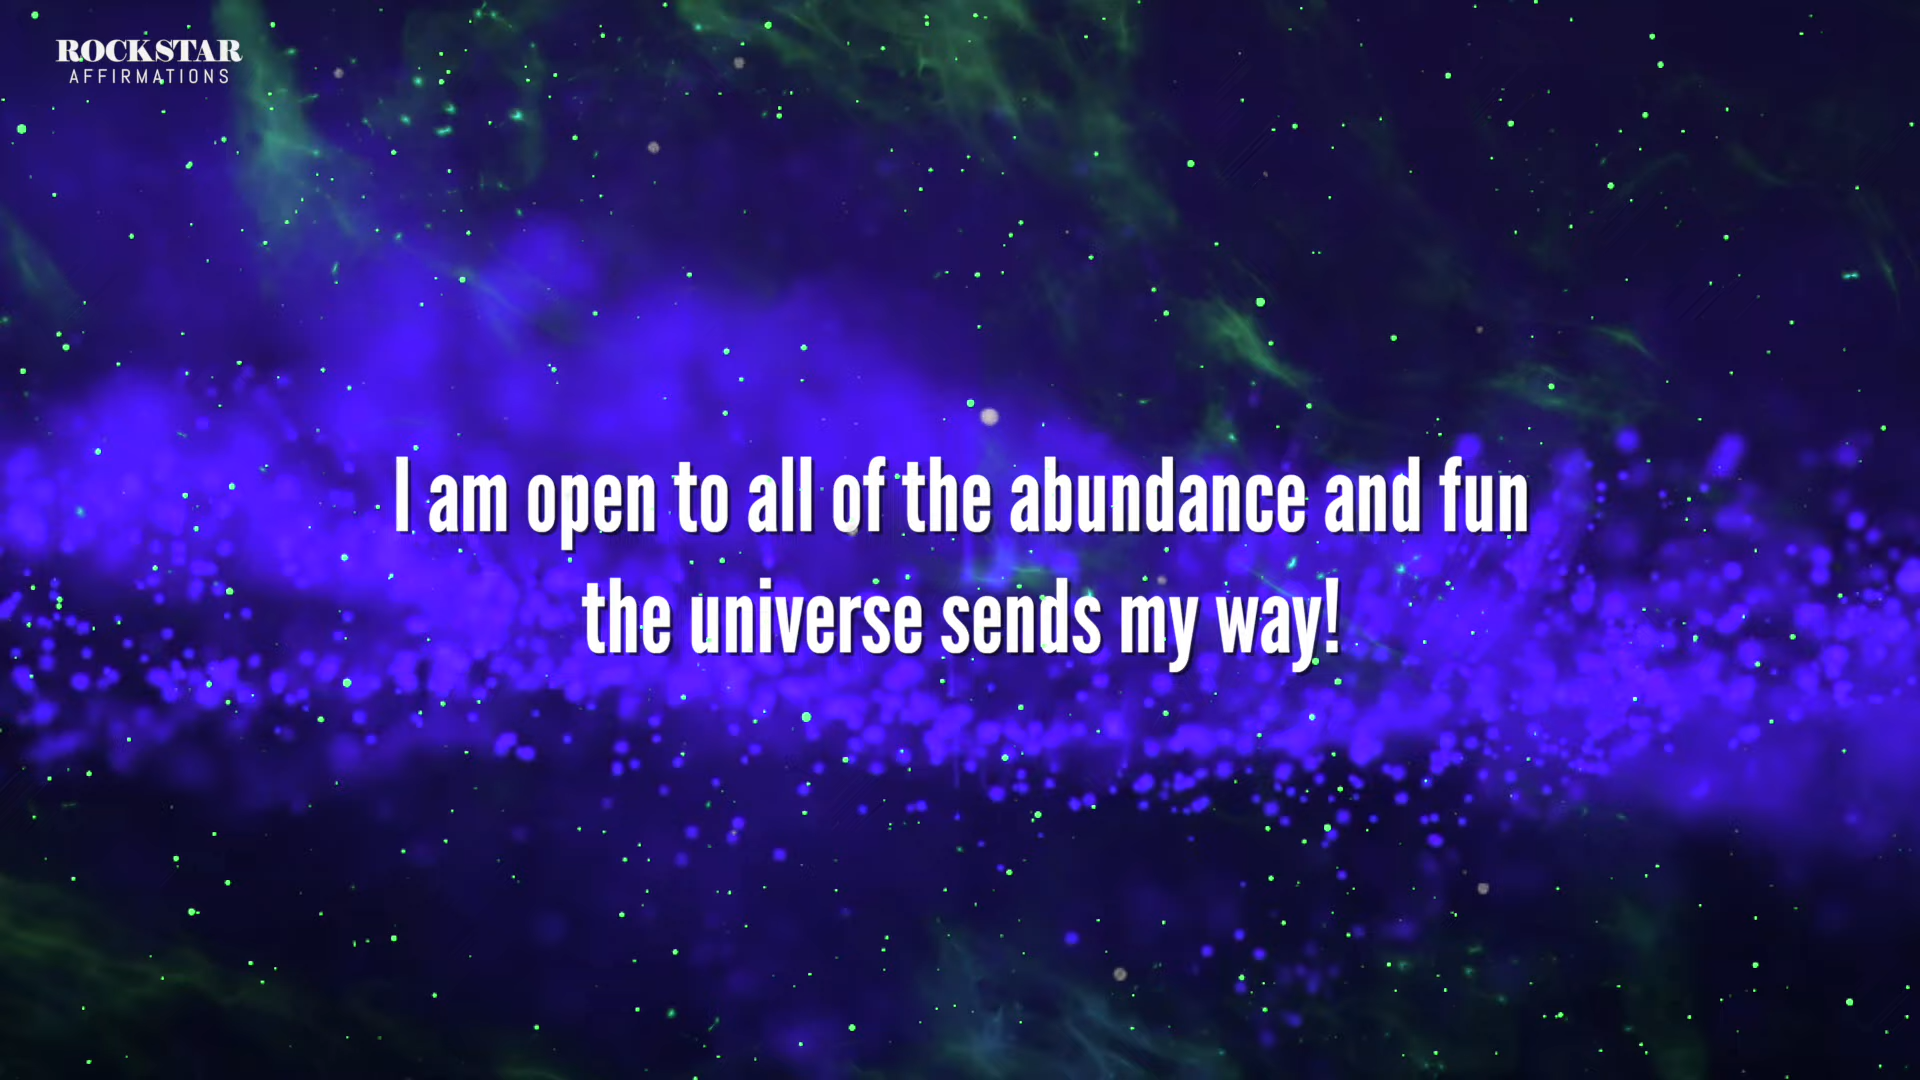 ROCKSTAR
AFFIRMATIONS
I am open to all of the abundance and fun
the universe sends my way!